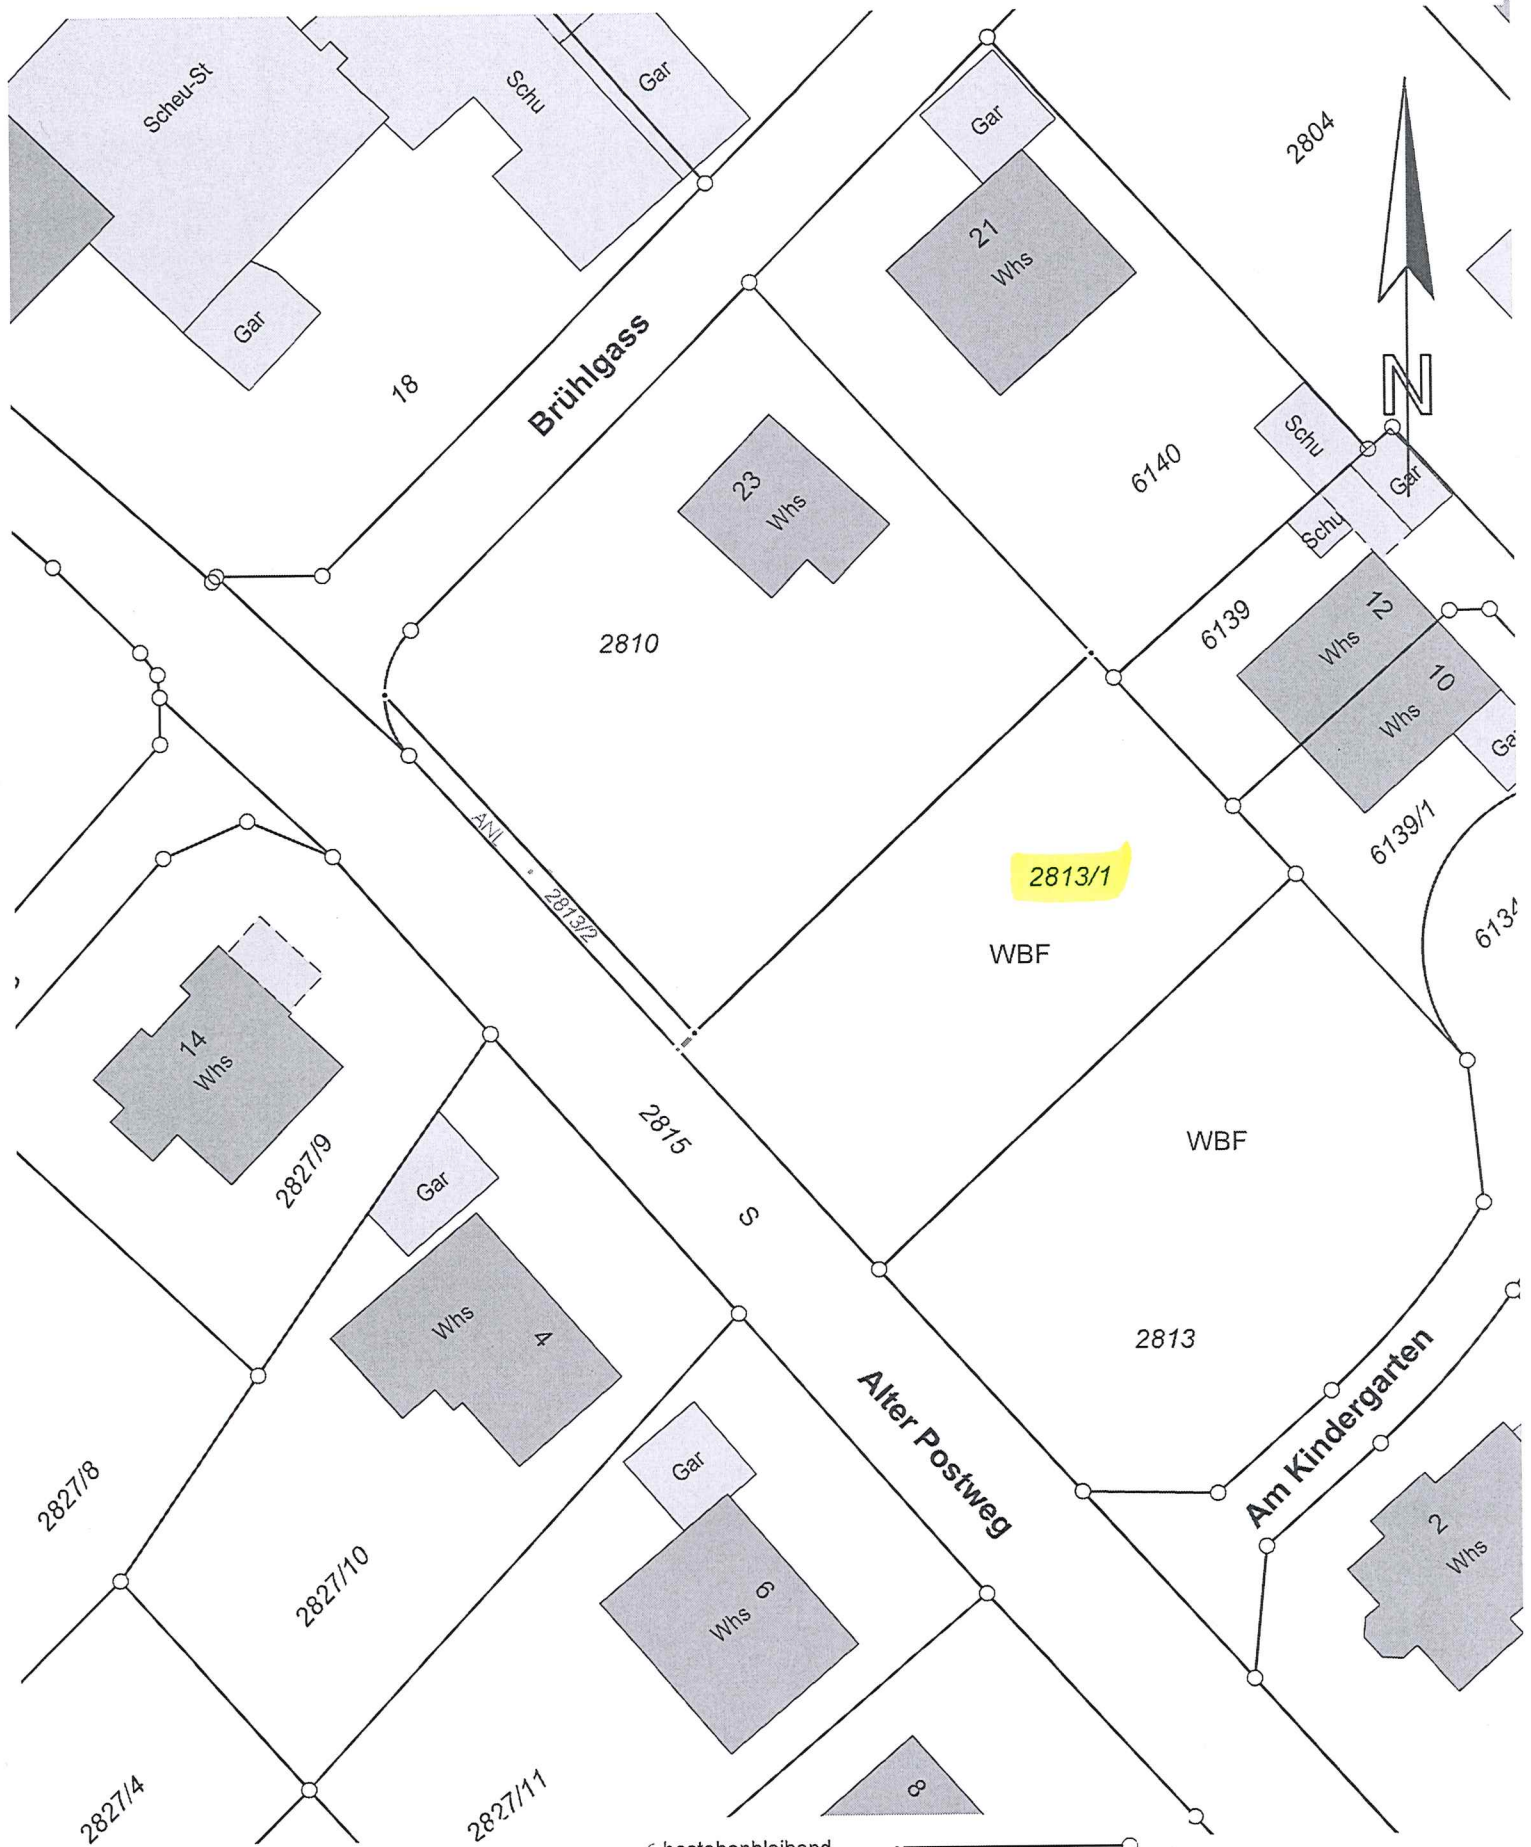 Scheu-St
Schu
Gar
Gar
2804
21
Whs
Gar
18
Brühlgass
N
23
Whs
6140
Schu
Gar
Schu
2810
6139
12
Whs
10
Whs
ANL
2813/2
2813/1
6139/1
6134
WBF
14
Whs
2827/9
2815
S
WBF
Gar
Whs
4
2813
Alter Postweg
Am Kindergarten
Gar
2827/8
2827/10
Whs
6
2
Whs
2827/4
2827/11
8
bestehenbleibend